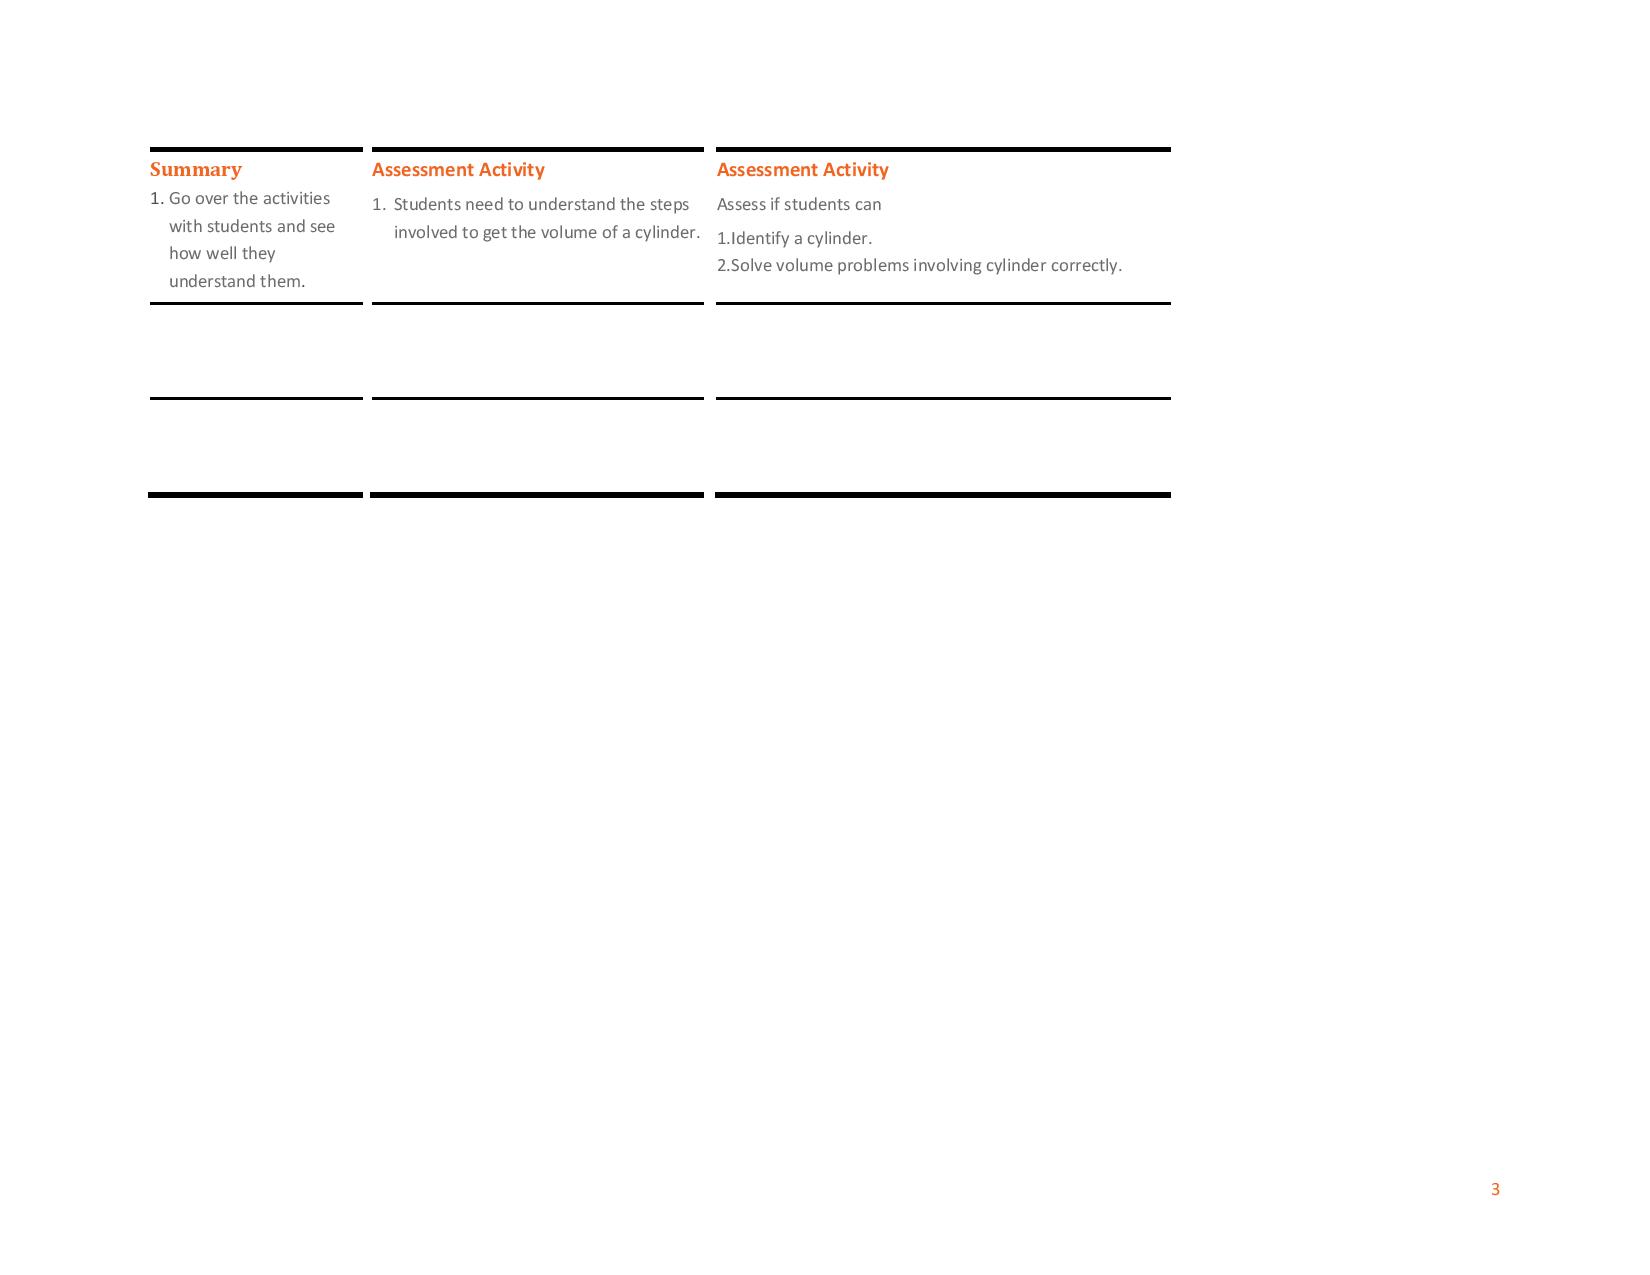 Summary
1. Go over the activities
with students and see
how well they
understand them.
Assessment Activity
1. Students need to understand the steps
involved to get the volume of a cylinder.
Assessment Activity
Assess if students can
1.Identify a cylinder.
2.Solve volume problems involving cylinder correctly.
3